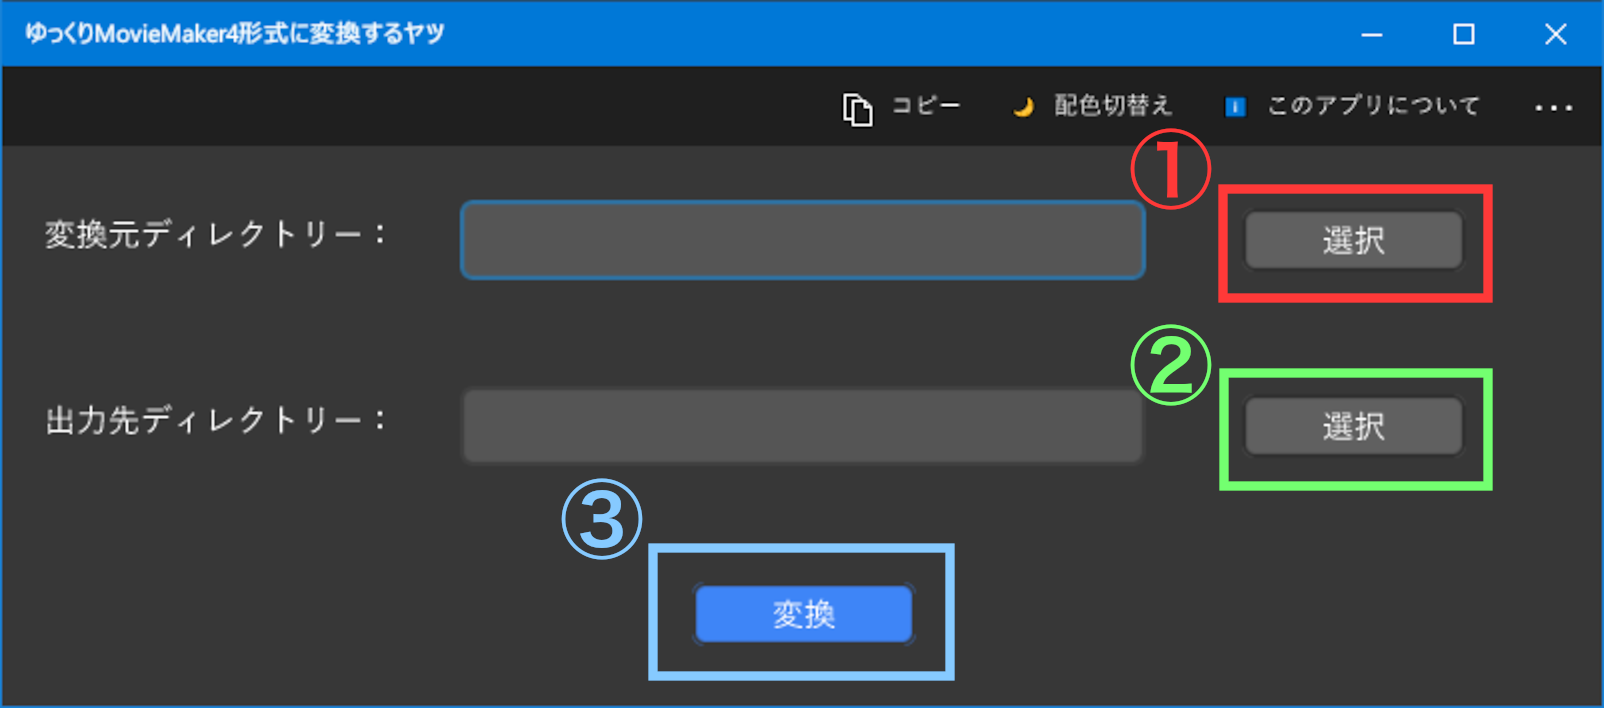 ゆっくりMovieMaker4形式に変換するヤツ
コピー 配色切替え このアプリについて ...
①
変換元ディレクトリー： 選択
②
出力先ディレクトリー： 選択
③
変換